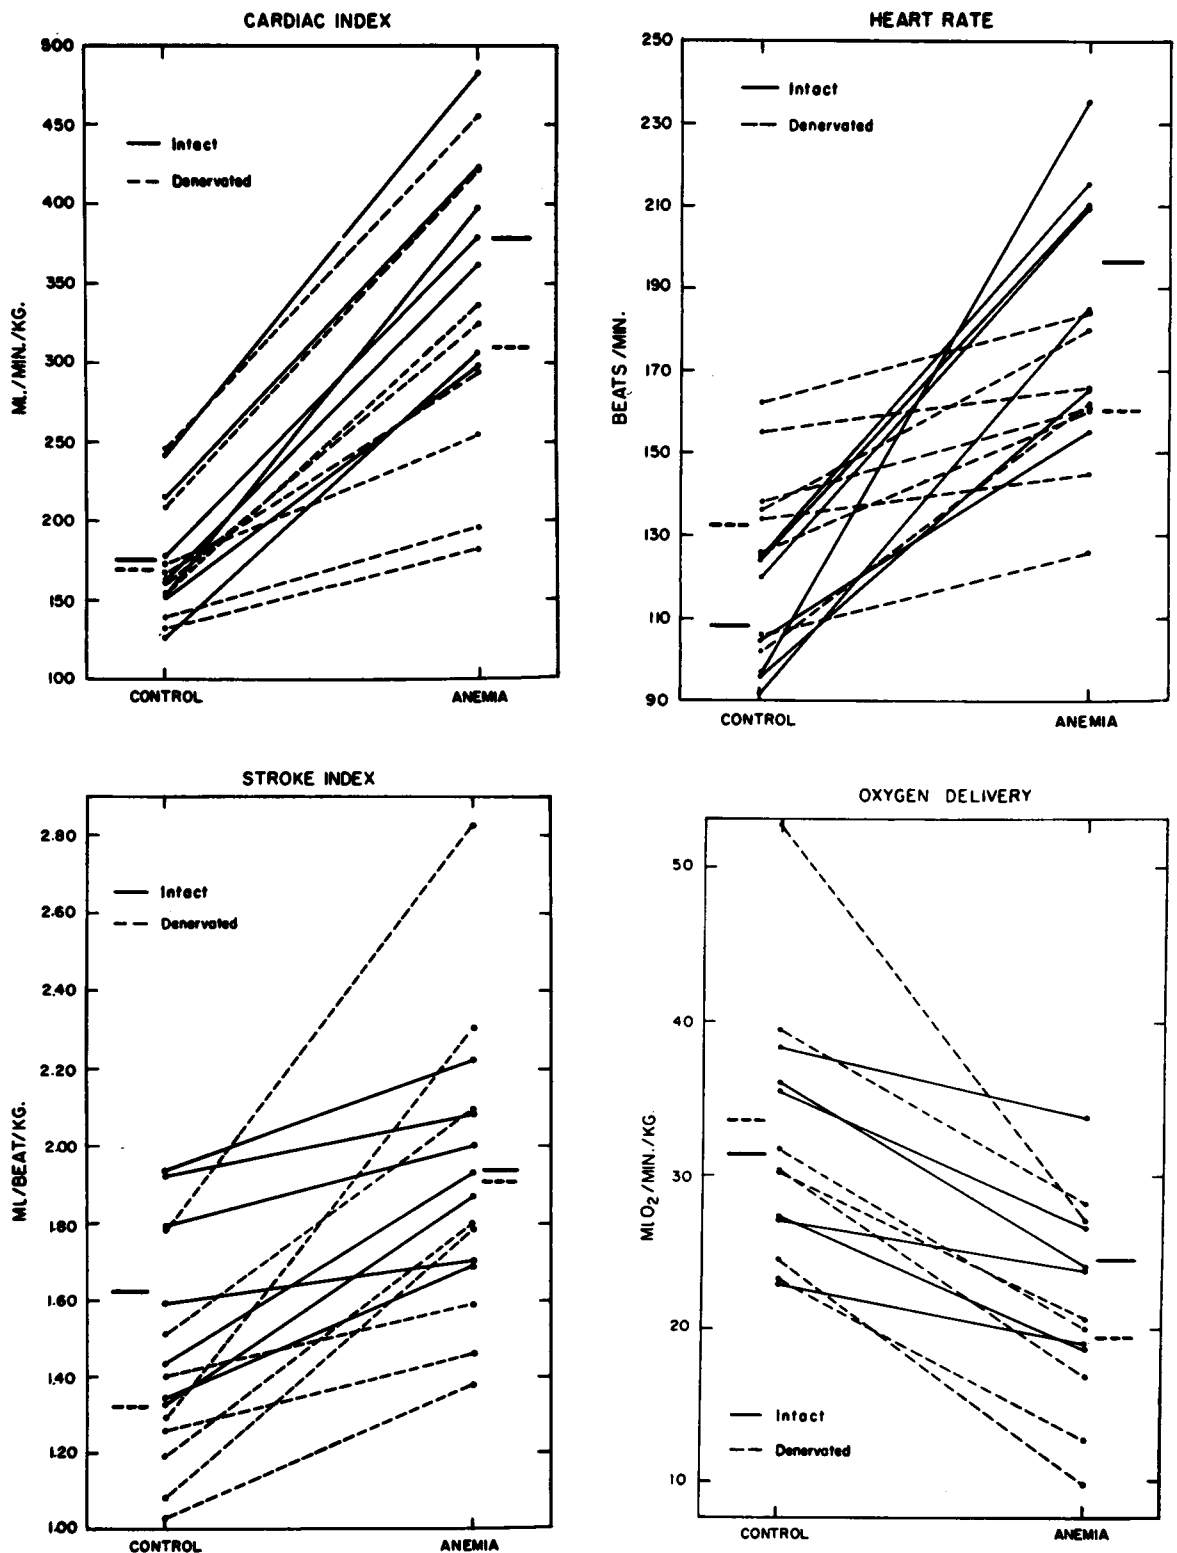 CARDIAC INDEX
500
450
400
350
300
250
200
150
100
ML./MIN./KG.
Intact
Denervated
CONTROL ANEMIA
HEART RATE
250
230
210
190
170
150
130
110
90
BEATS/MIN.
Intact
Denervated
CONTROL ANEMIA
STROKE INDEX
2.80
2.60
2.40
2.20
2.00
1.80
1.60
1.40
1.20
1.00
ML/BEAT/KG.
Intact
Denervated
CONTROL ANEMIA
OXYGEN DELIVERY
50
40
30
20
10
MLO₂/MIN./KG.
Intact
Denervated
CONTROL ANEMIA